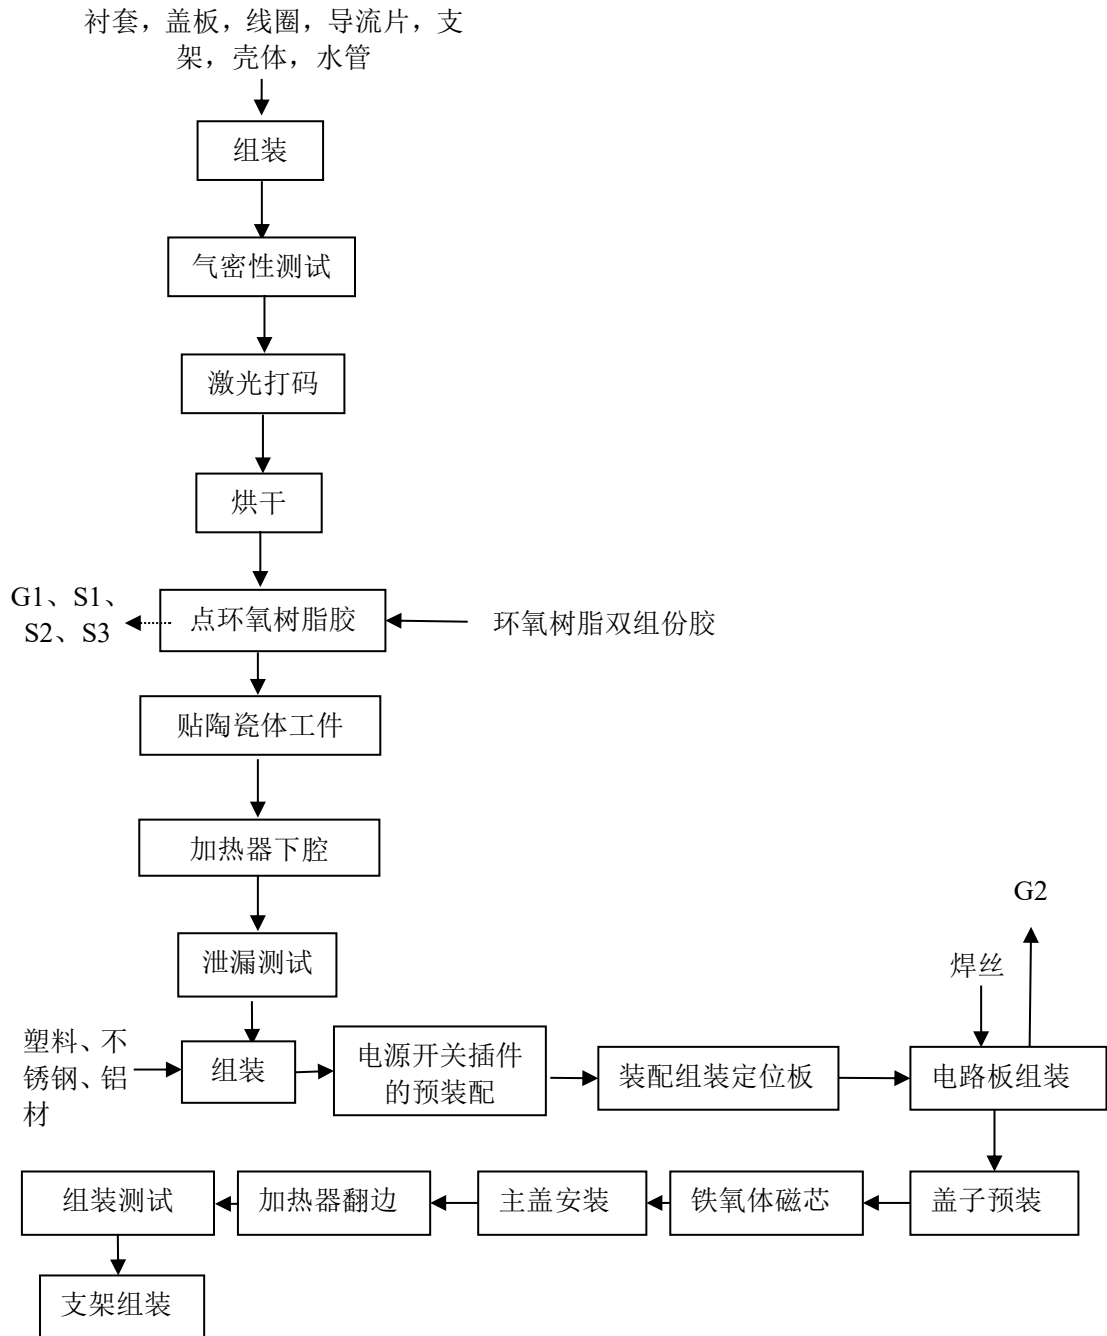 衬套，盖板，线圈，导流片，支
架，壳体，水管
组装
气密性测试
激光打码
烘干
G1、S1、
S2、S3
点环氧树脂胶
环氧树脂双组份胶
贴陶瓷体工件
加热器下腔
泄漏测试
G2
焊丝
塑料、不
锈钢、铝
材
组装
电源开关插件
的预装配
装配组装定位板
电路板组装
组装测试
加热器翻边
主盖安装
铁氧体磁芯
盖子预装
支架组装